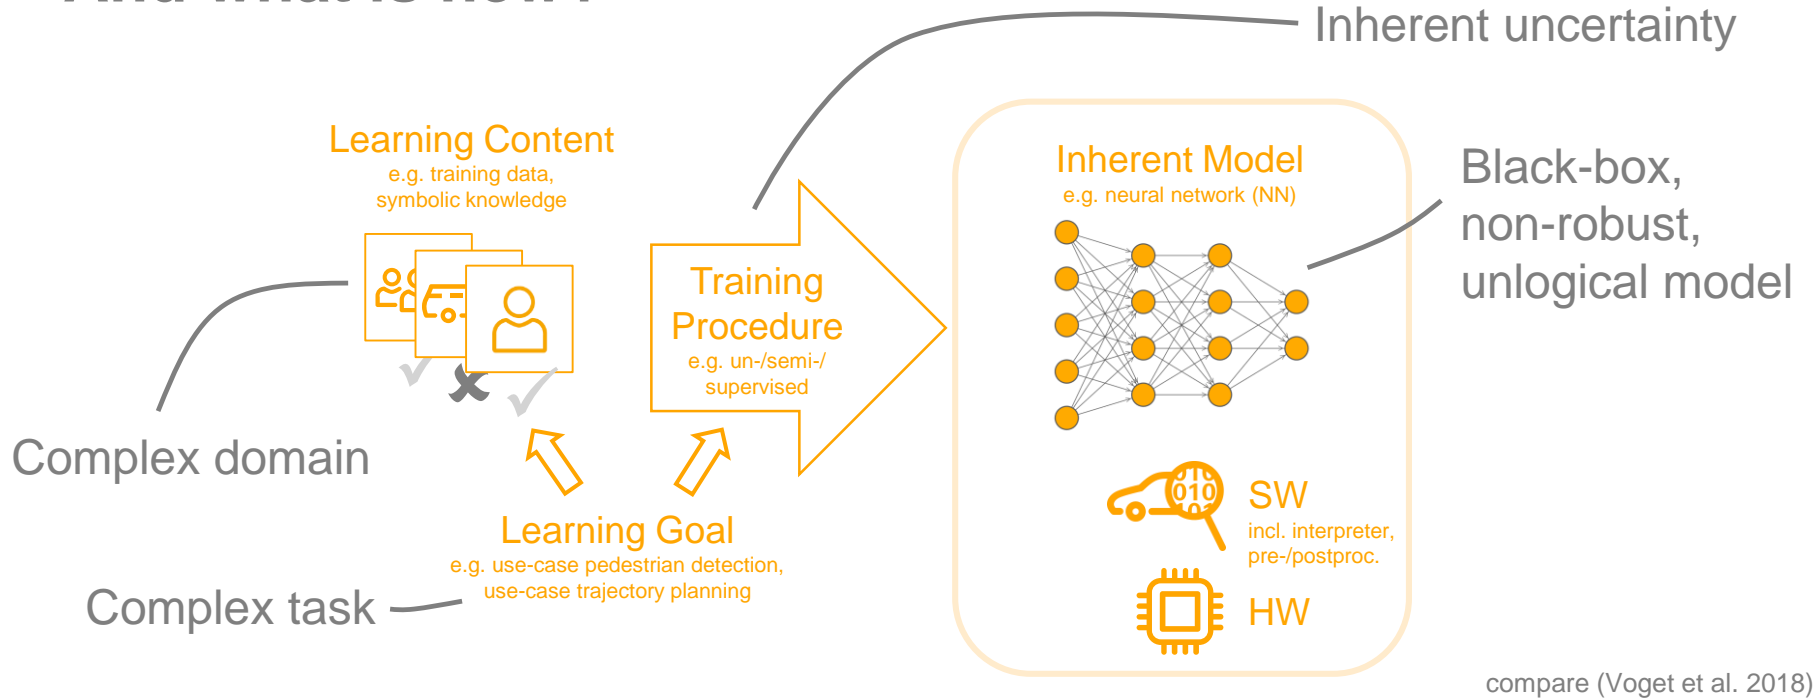 Inherent uncertainty
Learning Content
e.g. training data,
symbolic knowledge
Inherent Model
e.g. neural network (NN)
Black-box,
non-robust,
unlogical model
Training
Procedure
e.g. un-/semi-/
supervised
Complex domain
010
SW
incl. interpreter,
pre-/postproc.
Learning Goal
e.g. use-case pedestrian detection,
use-case trajectory planning
Complex task
HW
compare (Voget et al. 2018)